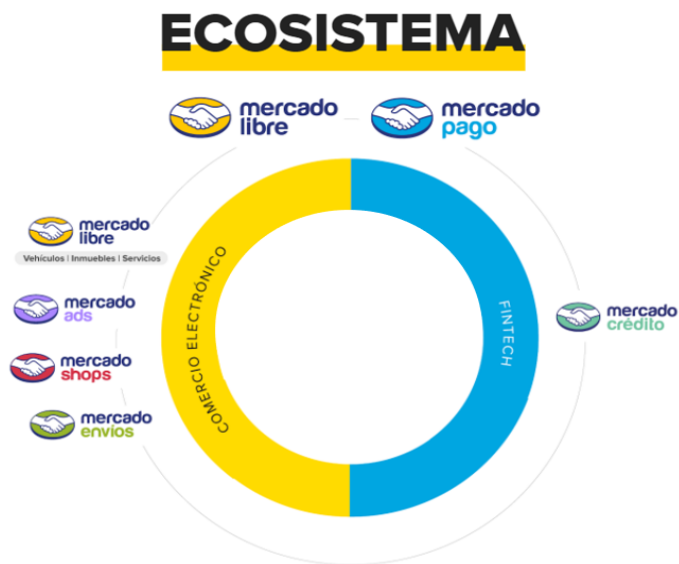 ECOSISTEMA
mercado
libre
mercado
pago
mercado
libre
Vehículos | Inmuebles | Servicios
mercado
ads
mercado
shops
mercado
envios
COMERCIO ELECTRÓNICO
FINTECH
mercado
crédito